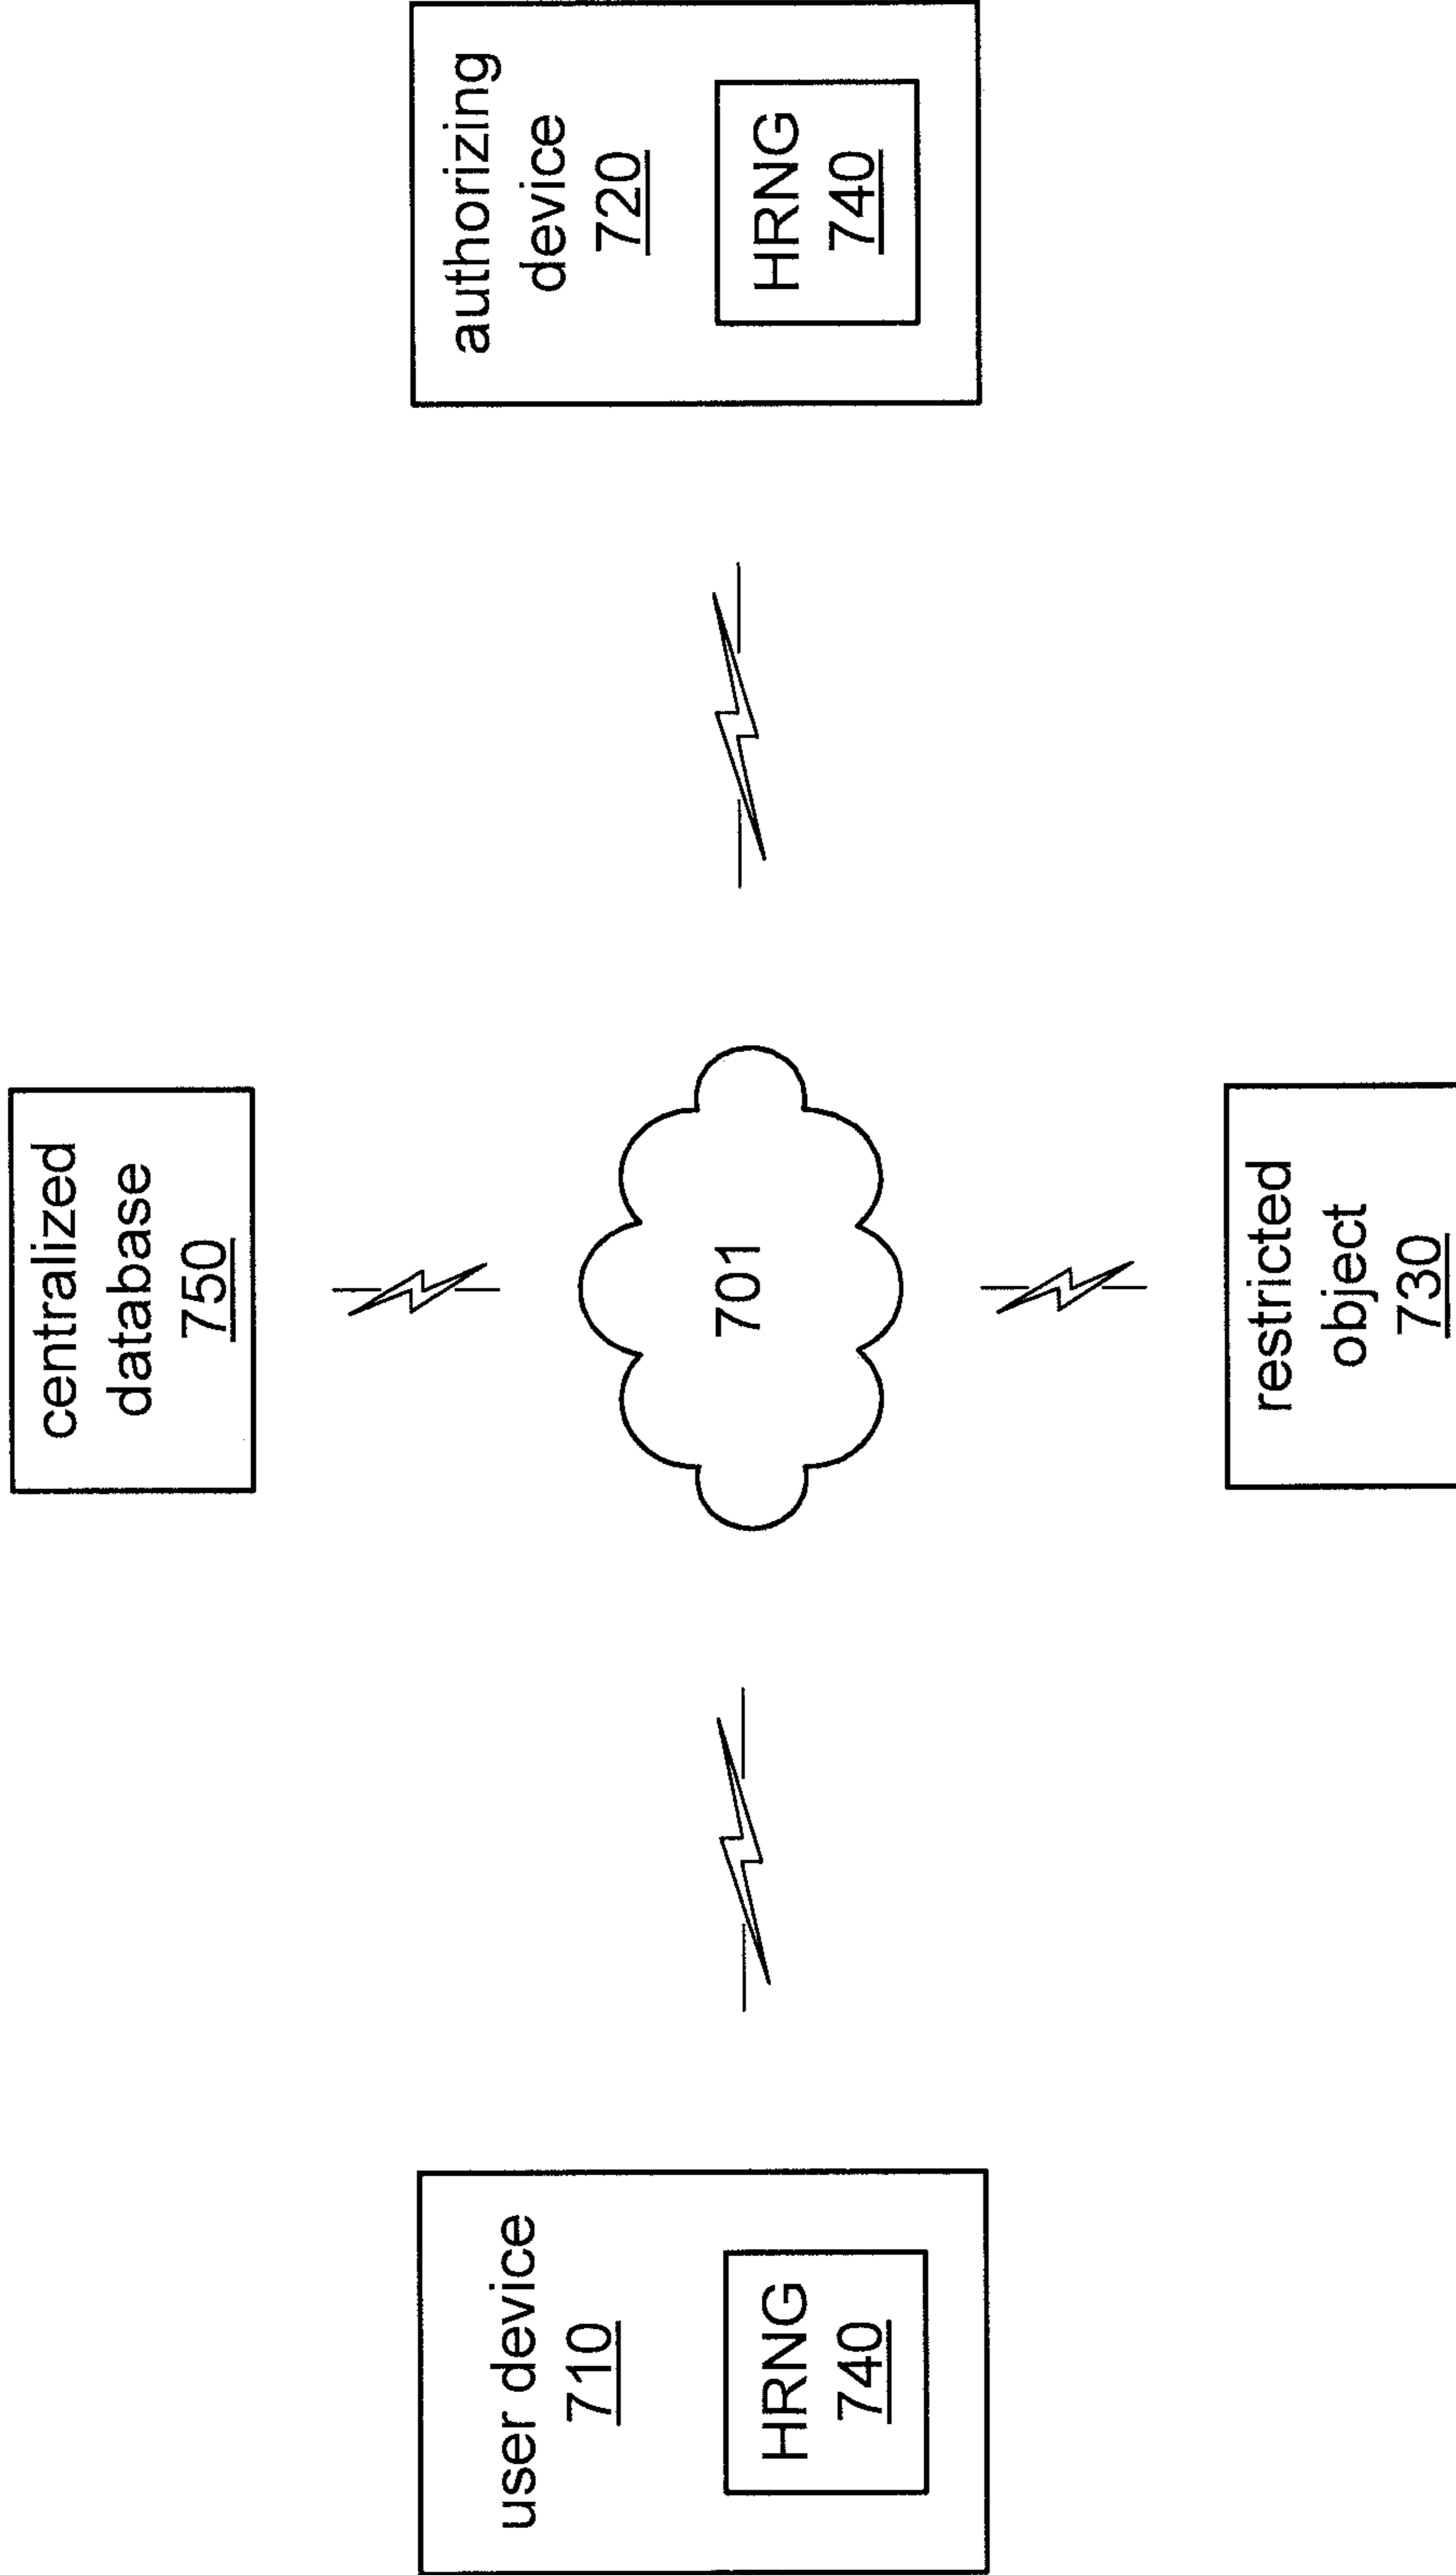 centralized
database
750
user device
710
HRNG
740
701
authorizing
device
720
HRNG
740
restricted
object
730